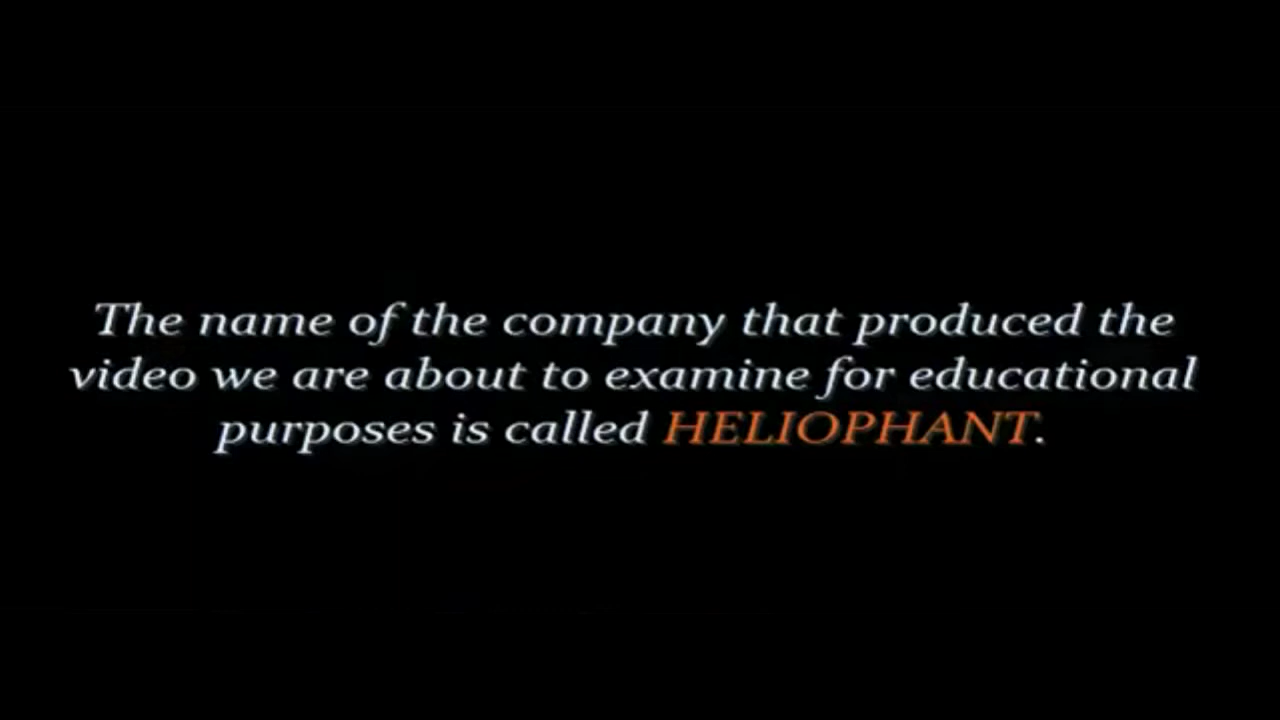 The name of the company that produced the
video we are about to examine for educational
purposes is called HELIOPHANT.